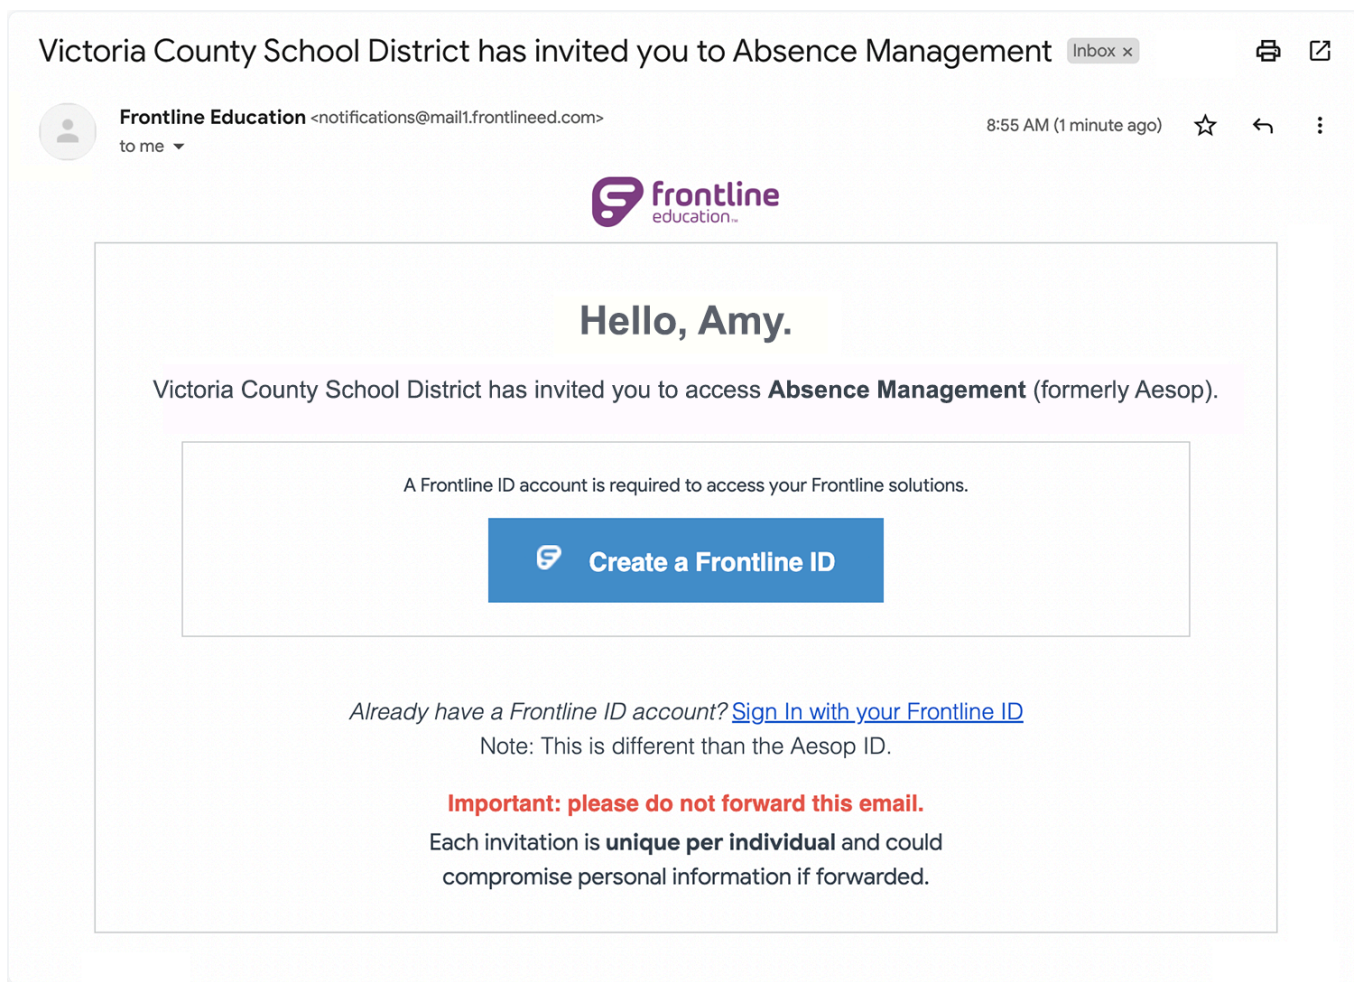 Victoria County School District has invited you to Absence Management Inbox ×
Frontline Education <notifications@mail1.frontlineed.com>
8:55 AM (1 minute ago)
to me
frontline
education™
Hello, Amy.
Victoria County School District has invited you to access Absence Management (formerly Aesop).
A Frontline ID account is required to access your Frontline solutions.
Create a Frontline ID
Already have a Frontline ID account? Sign In with your Frontline ID
Note: This is different than the Aesop ID.
Important: please do not forward this email.
Each invitation is unique per individual and could
compromise personal information if forwarded.